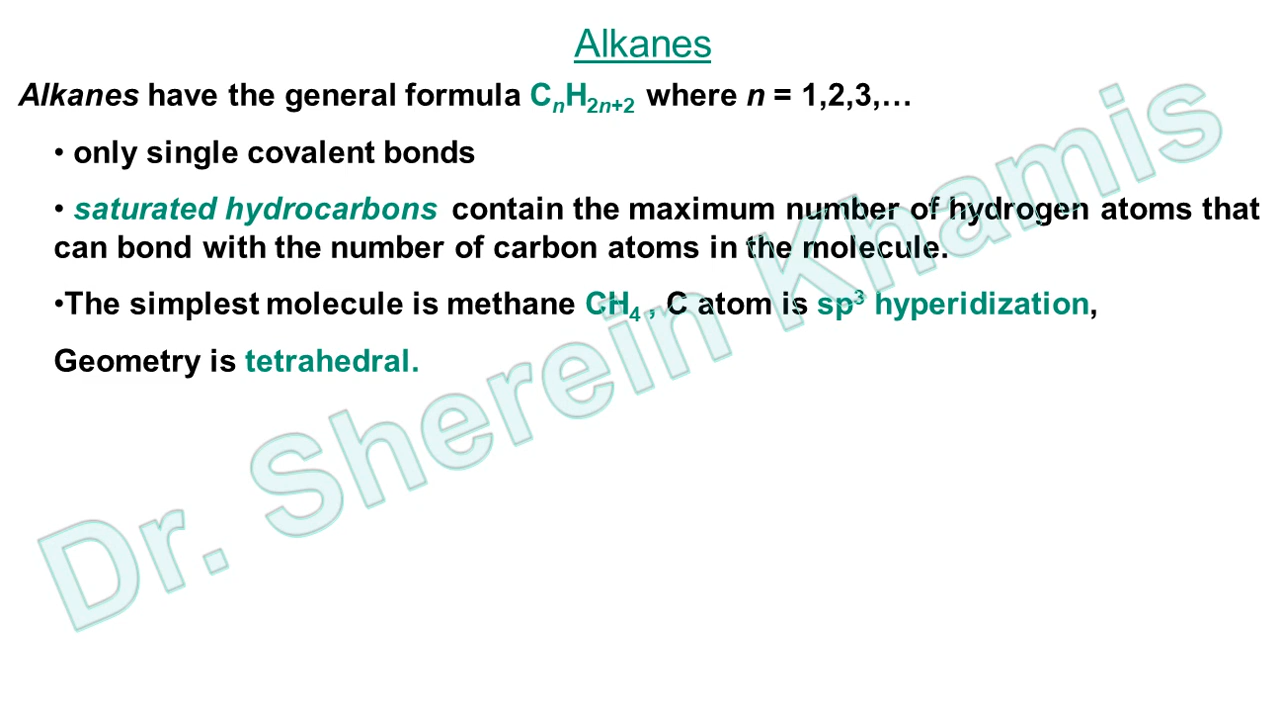 Alkanes
Alkanes have the general formula CnH2n+2 where n = 1,2,3,…
• only single covalent bonds
• saturated hydrocarbons contain the maximum number of hydrogen atoms that
can bond with the number of carbon atoms in the molecule.
•The simplest molecule is methane CH4 , C atom is sp3 hyperidization,
Geometry is tetrahedral.
Dr. Sherein Khamis